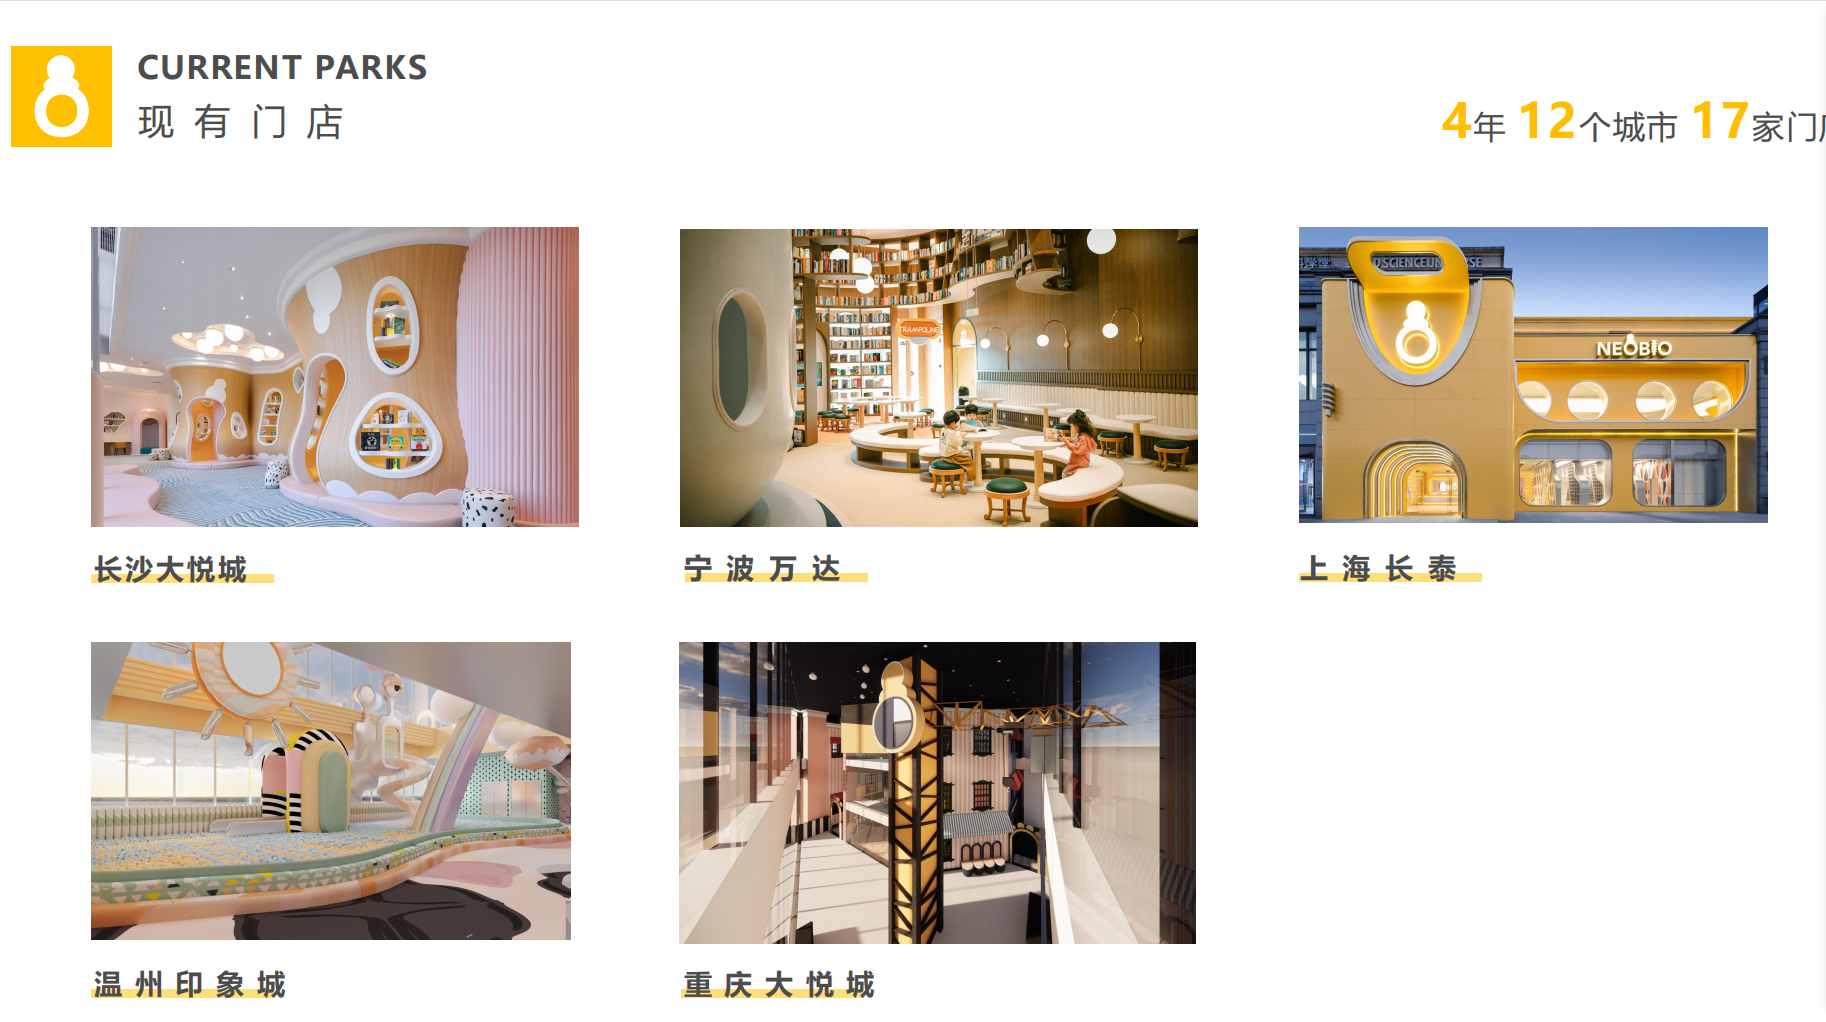 CURRENT PARKS
现有门店
4年 12个城市 17家门店
TRAMPOLINE
NEOBIO
长沙大悦城
宁波万达
上海长泰
温州印象城
重庆大悦城